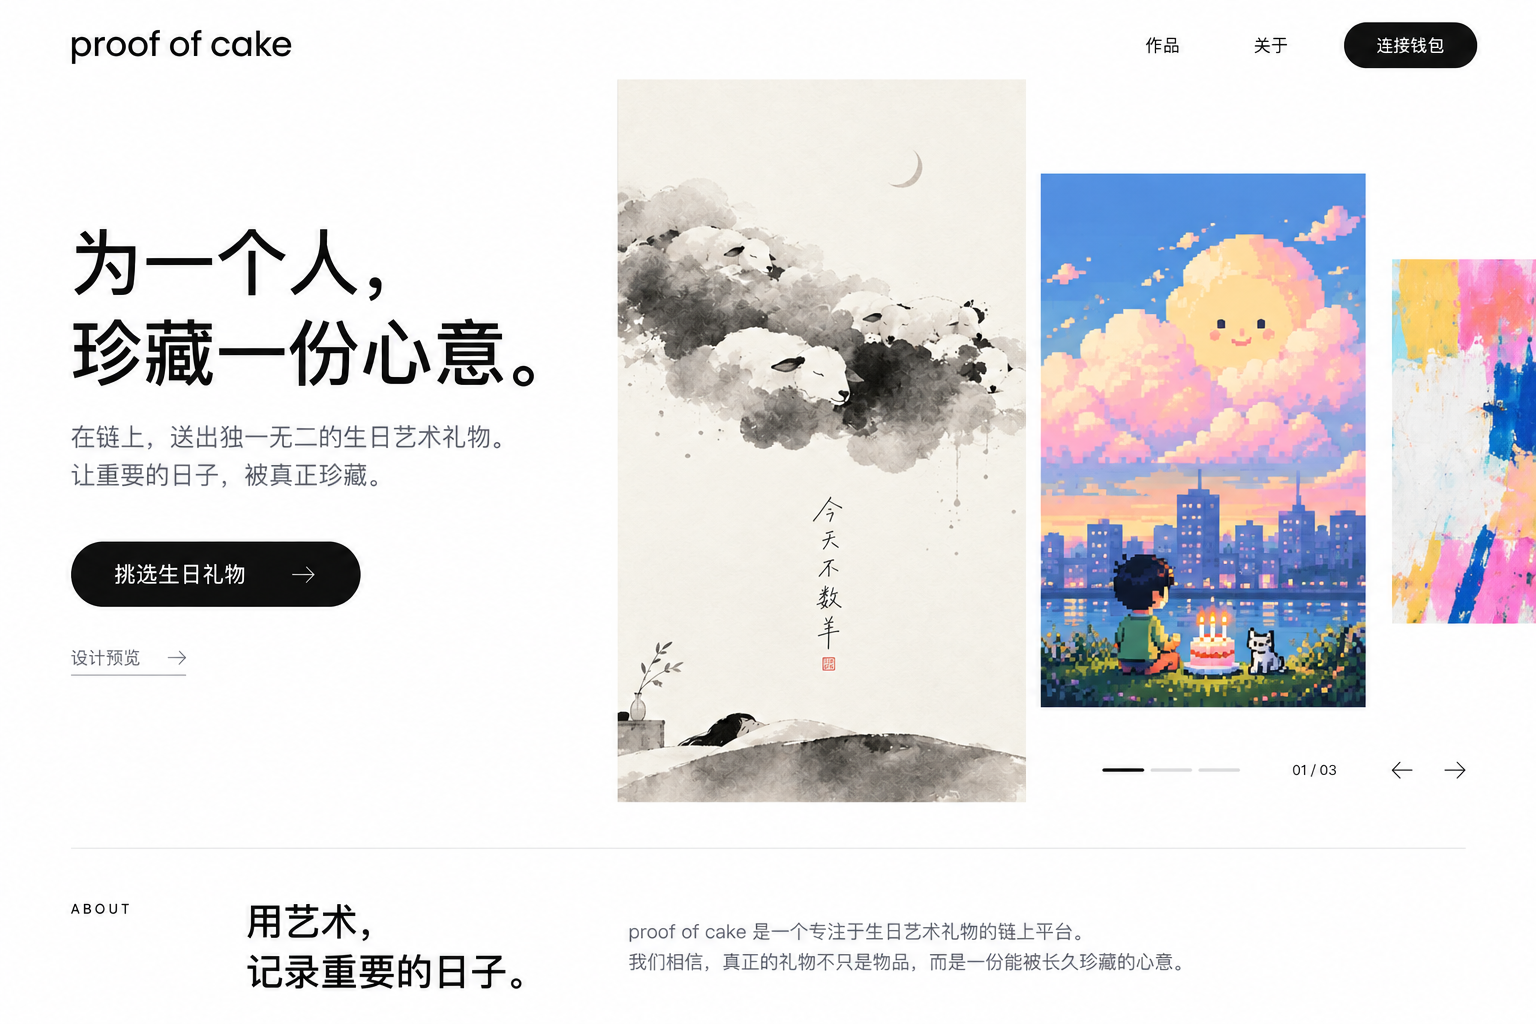 proof of cake
作品
关于
连接钱包
为一个人，
珍藏一份心意。
在链上，送出独一无二的生日艺术礼物。
让重要的日子，被真正珍藏。
挑选生日礼物
设计预览
今天不数羊
01 / 03
ABOUT
用艺术，
记录重要的日子。
proof of cake 是一个专注于生日艺术礼物的链上平台。
我们相信，真正的礼物不只是物品，而是一份能被长久珍藏的心意。